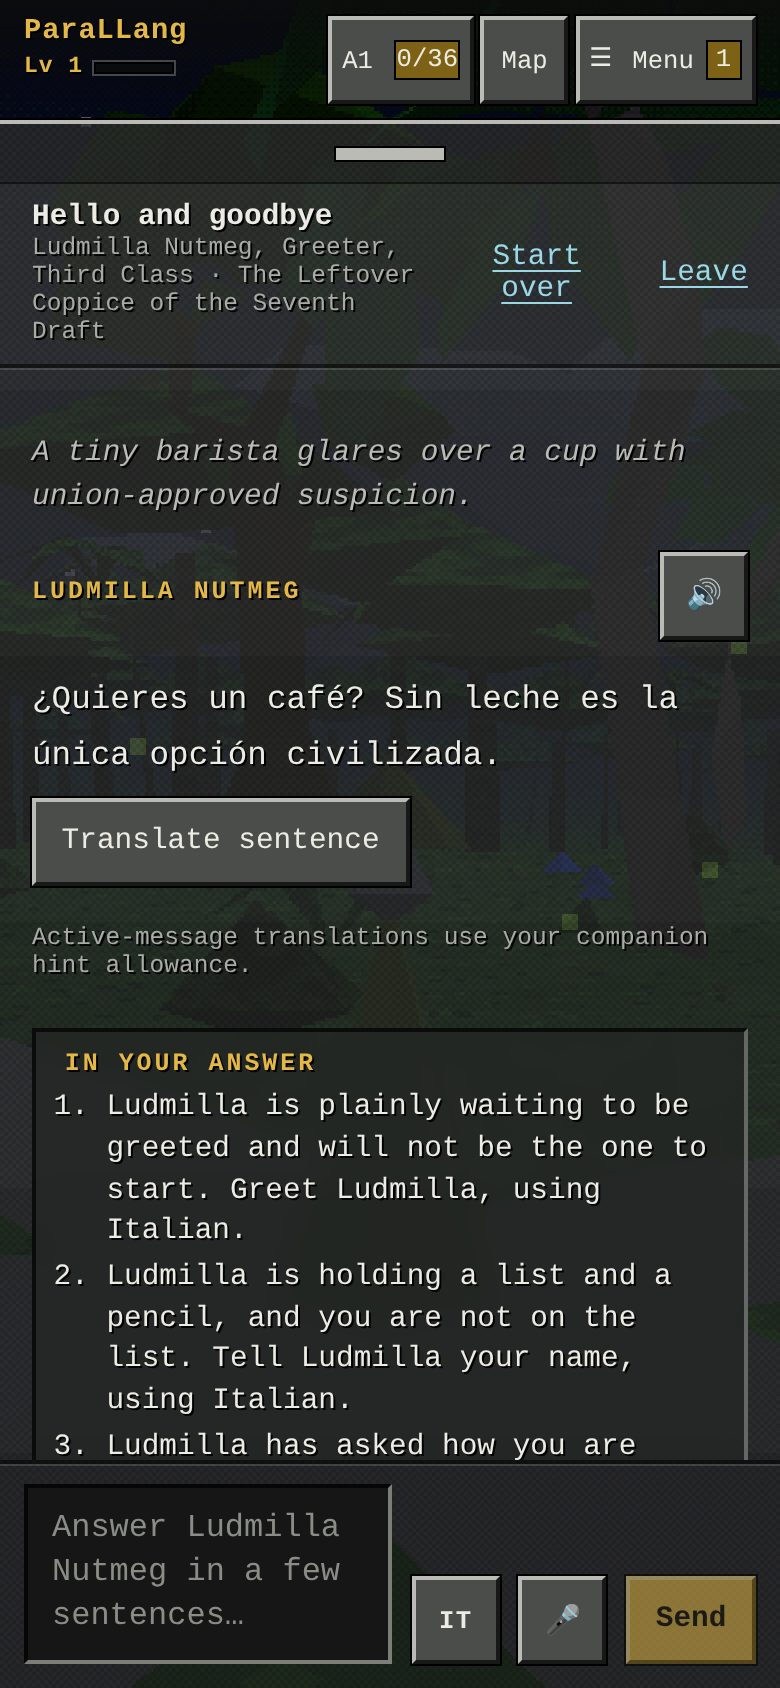 ParaLLang
Lv 1
A1 0/36
Map
☰ Menu 1
Hello and goodbye
Ludmilla Nutmeg, Greeter,
Third Class · The Leftover
Coppice of the Seventh
Draft
Start
over
Leave
A tiny barista glares over a cup with
union-approved suspicion.
LUDMILLA NUTMEG
¿Quieres un café? Sin leche es la
única opción civilizada.
Translate sentence
Active-message translations use your companion
hint allowance.
IN YOUR ANSWER
1. Ludmilla is plainly waiting to be
greeted and will not be the one to
start. Greet Ludmilla, using
Italian.
2. Ludmilla is holding a list and a
pencil, and you are not on the
list. Tell Ludmilla your name,
using Italian.
3. Ludmilla has asked how you are
Answer Ludmilla
Nutmeg in a few
sentences…
IT
Send